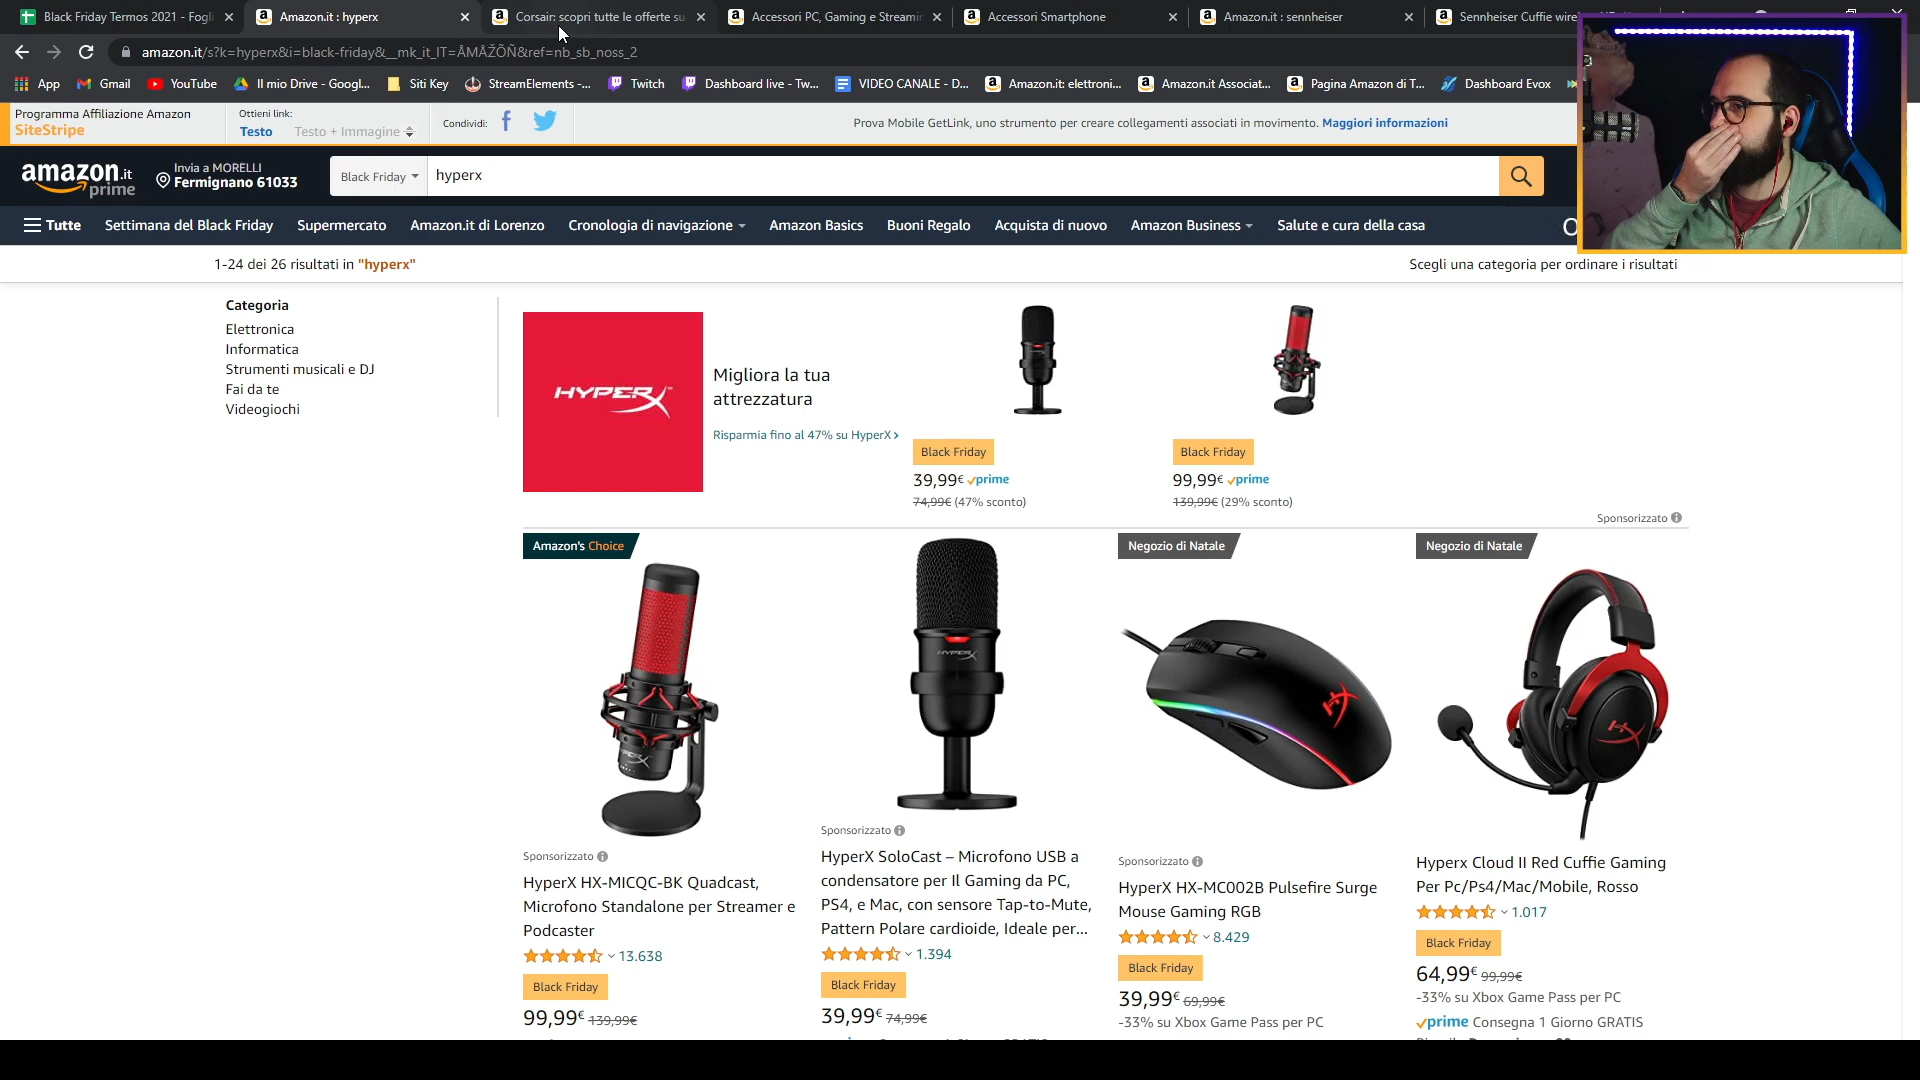 Black Friday Termos 2021 - Fogli
Amazon.it : hyperx
Corsair: scopri tutte le offerte su
Accessori PC, Gaming e Streamin
Accessori Smartphone
Amazon.it : sennheiser
Sennheiser Cuffie wire
amazon.it/s?k=hyperx&i=black-friday&__mk_it_IT=ÅMÅŽÕÑ&ref=nb_sb_noss_2
App
Gmail
YouTube
Il mio Drive - Googl...
Siti Key
StreamElements -...
Twitch
Dashboard live - Tw...
VIDEO CANALE - D...
Amazon.it: elettroni...
Amazon.it Associat...
Pagina Amazon di T...
Dashboard Evox
Programma Affiliazione Amazon
SiteStripe
Ottieni link:
Testo
Testo + Immagine
Condividi:
Prova Mobile GetLink, uno strumento per creare collegamenti associati in movimento. Maggiori informazioni
amazon.it
prime
Invia a MORELLI
Fermignano 61033
Black Friday
hyperx
Tutte
Settimana del Black Friday
Supermercato
Amazon.it di Lorenzo
Cronologia di navigazione
Amazon Basics
Buoni Regalo
Acquista di nuovo
Amazon Business
Salute e cura della casa
1-24 dei 26 risultati in "hyperx"
Scegli una categoria per ordinare i risultati
Categoria
Elettronica
Informatica
Strumenti musicali e DJ
Fai da te
Videogiochi
HYPERX
Migliora la tua
attrezzatura
Risparmia fino al 47% su HyperX
Black Friday
39,99€ prime
74,99€ (47% sconto)
Black Friday
99,99€ prime
139,99€ (29% sconto)
Sponsorizzato
Amazon's Choice
Sponsorizzato
HyperX HX-MICQC-BK Quadcast,
Microfono Standalone per Streamer e
Podcaster
13.638
Black Friday
99,99€ 139,99€
HYPERX
Sponsorizzato
HyperX SoloCast – Microfono USB a
condensatore per Il Gaming da PC,
PS4, e Mac, con sensore Tap-to-Mute,
Pattern Polare cardioide, Ideale per...
1.394
Black Friday
39,99€ 74,99€
Negozio di Natale
Sponsorizzato
HyperX HX-MC002B Pulsefire Surge
Mouse Gaming RGB
8.429
Black Friday
39,99€ 69,99€
-33% su Xbox Game Pass per PC
Negozio di Natale
Hyperx Cloud II Red Cuffie Gaming
Per Pc/Ps4/Mac/Mobile, Rosso
1.017
Black Friday
64,99€ 99,99€
-33% su Xbox Game Pass per PC
prime Consegna 1 Giorno GRATIS